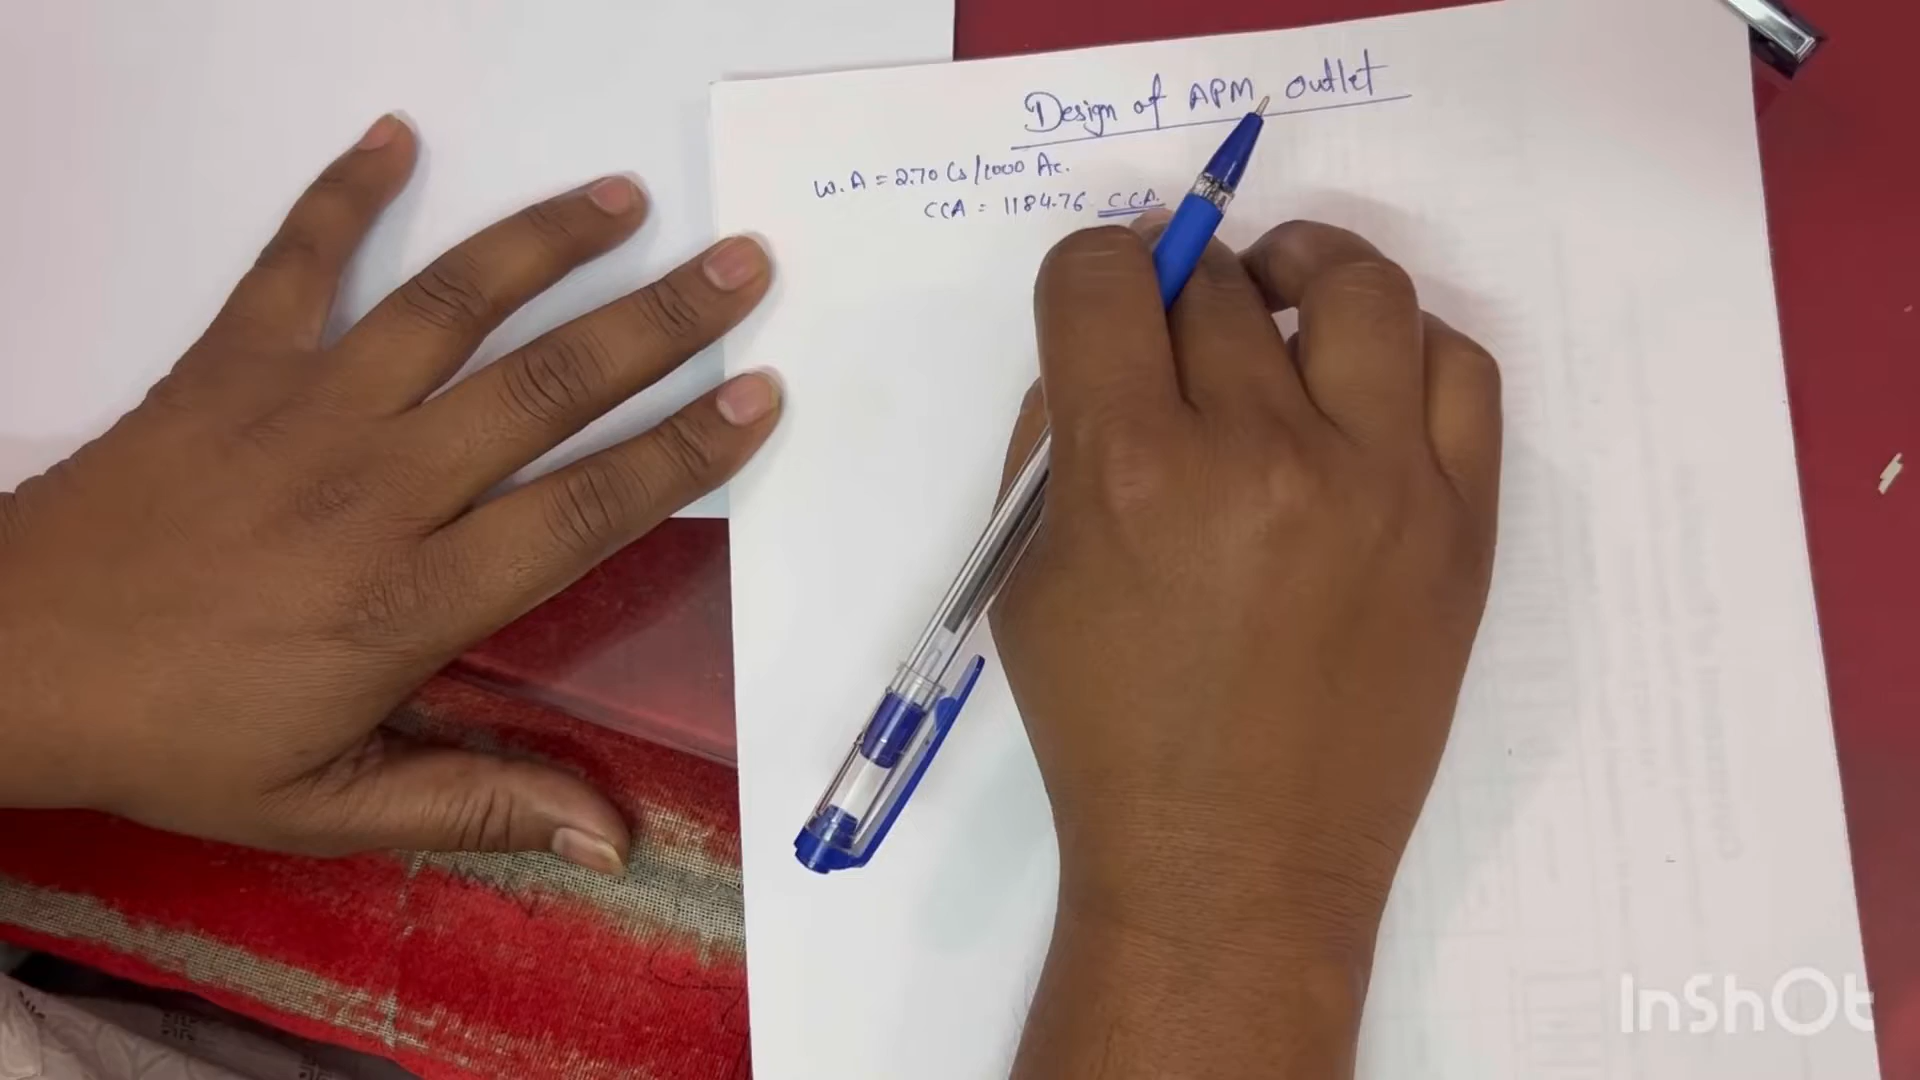 Design of APM outlet
W.A = 2.70 Cs/1000 Ac.
CCA = 1184.76 C.C.A.
InShOt